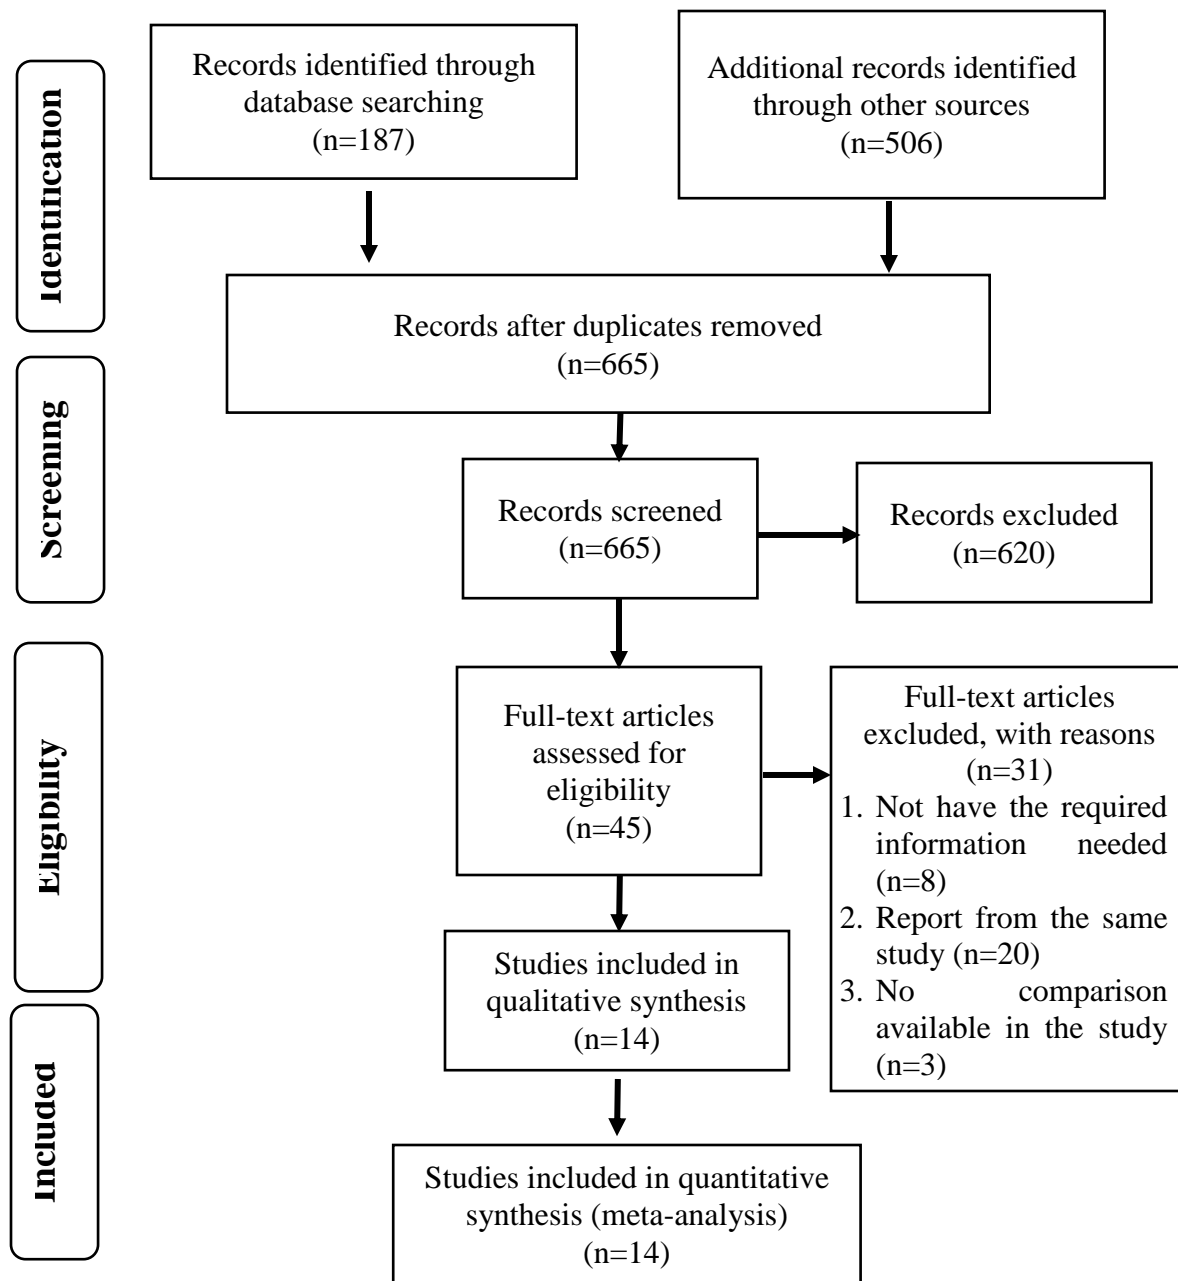 Identification
Records identified through
database searching
(n=187)
Additional records identified
through other sources
(n=506)
Records after duplicates removed
(n=665)
Screening
Records screened
(n=665)
Records excluded
(n=620)
Eligibility
Full-text articles
assessed for
eligibility
(n=45)
Full-text articles
excluded, with reasons
(n=31)
1. Not have the required
information needed
(n=8)
2. Report from the same
study (n=20)
3. No comparison
available in the study
(n=3)
Studies included in
qualitative synthesis
(n=14)
Included
Studies included in quantitative
synthesis (meta-analysis)
(n=14)